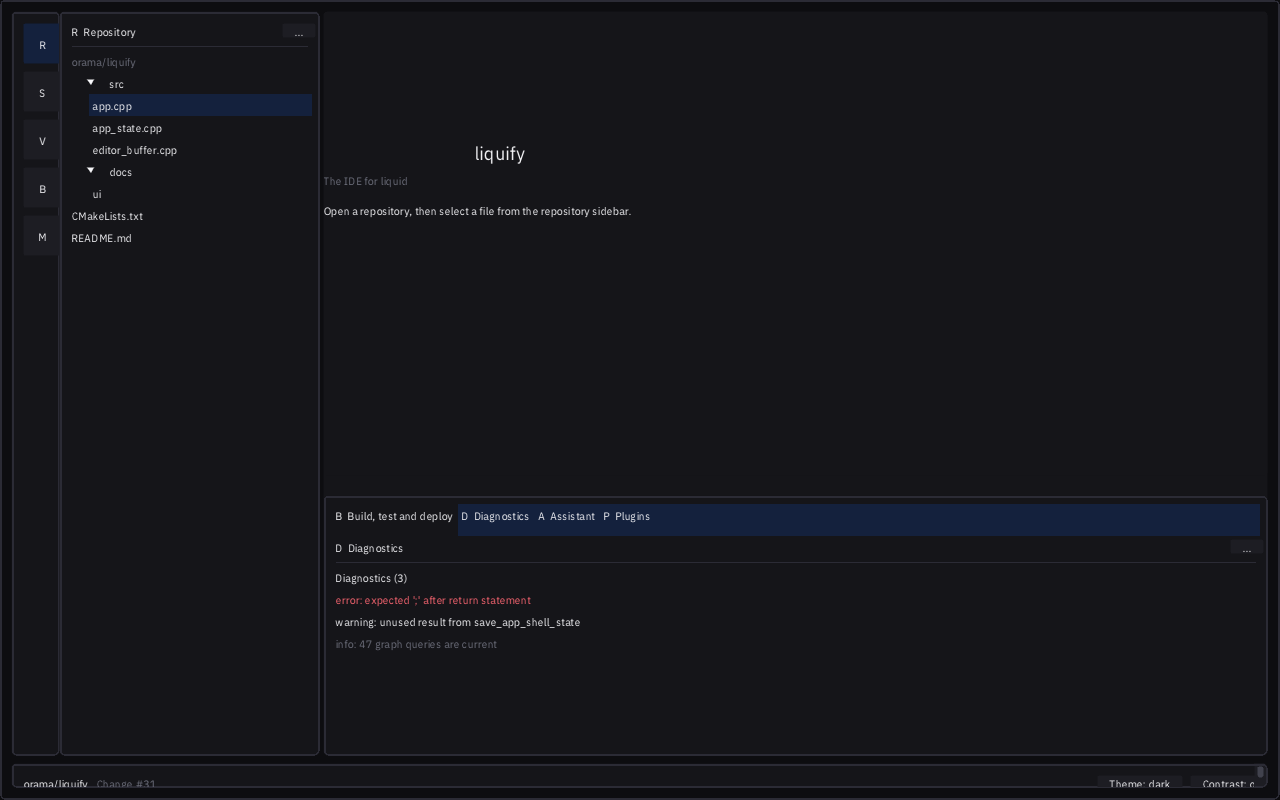 R
S
V
B
M
R Repository
...
orama/liquify
src
app.cpp
app_state.cpp
editor_buffer.cpp
docs
ui
CMakeLists.txt
README.md
liquify
The IDE for liquid
Open a repository, then select a file from the repository sidebar.
B Build, test and deploy D Diagnostics A Assistant P Plugins
D Diagnostics
...
Diagnostics (3)
error: expected ';' after return statement
warning: unused result from save_app_shell_state
info: 47 graph queries are current
orama/liquify Change #31 Theme: dark Contrast: